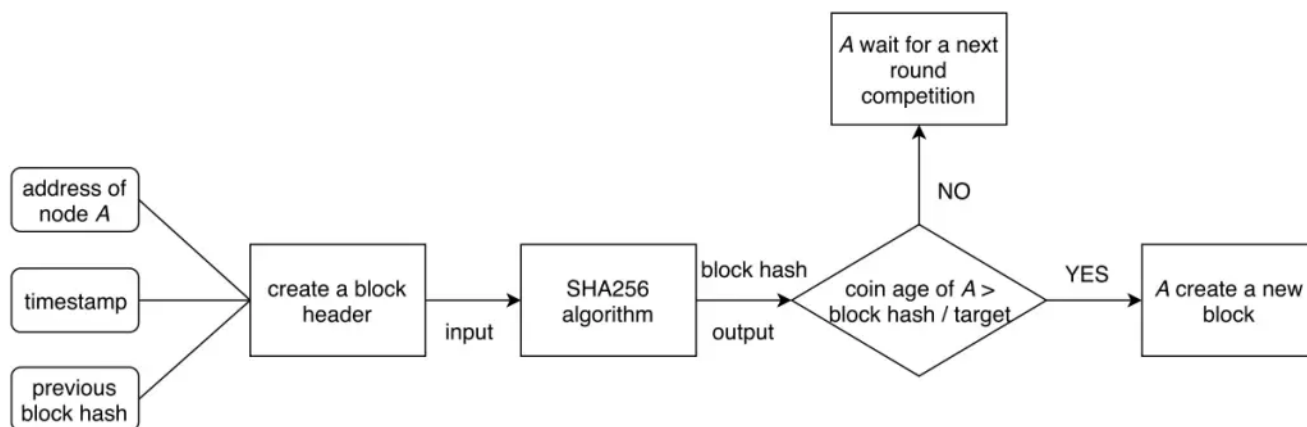 A wait for a next
round
competition
NO
address of
node A
timestamp
previous
block hash
create a block
header
input
SHA256
algorithm
block hash
output
coin age of A >
block hash / target
YES
A create a new
block